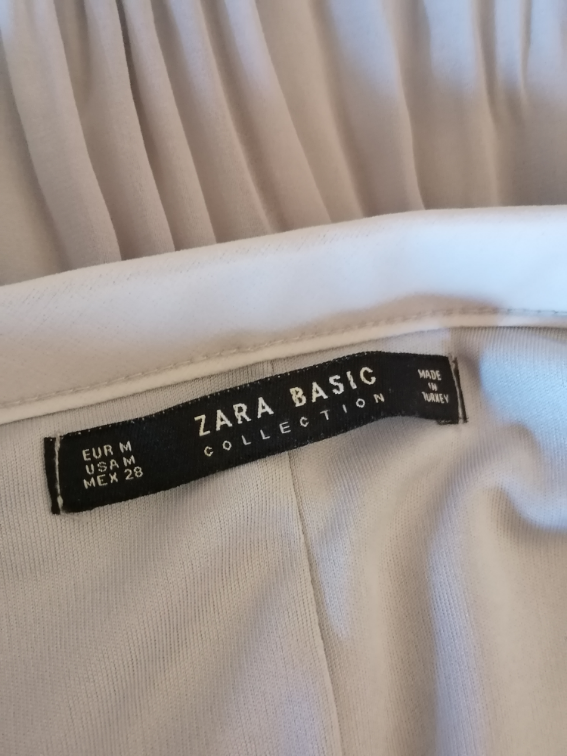 EUR M
USA M
MEX 28
ZARA BASIC
COLLECTION
MADE
IN
TURKEY